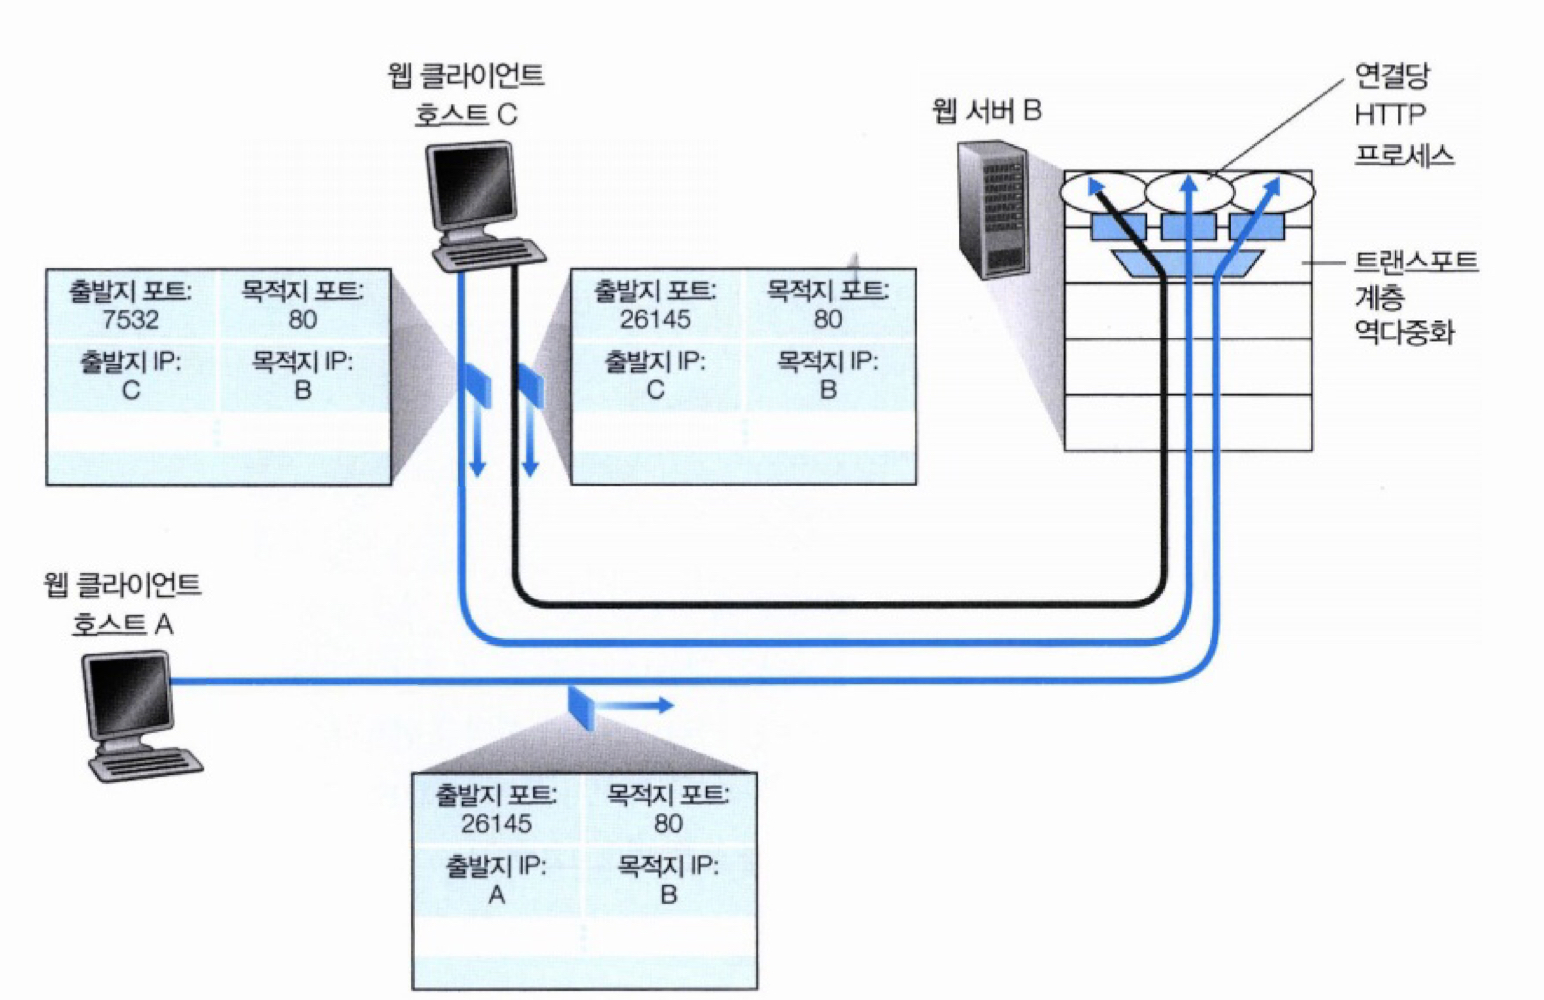 웹 클라이언트
호스트 C
웹 서버 B
연결당
HTTP
프로세스
트랜스포트
계층
역다중화
출발지 포트: 목적지 포트:
7532 80
출발지 IP: 목적지 IP:
C B
출발지 포트: 목적지 포트:
26145 80
출발지 IP: 목적지 IP:
C B
웹 클라이언트
호스트 A
출발지 포트: 목적지 포트:
26145 80
출발지 IP: 목적지 IP:
A B